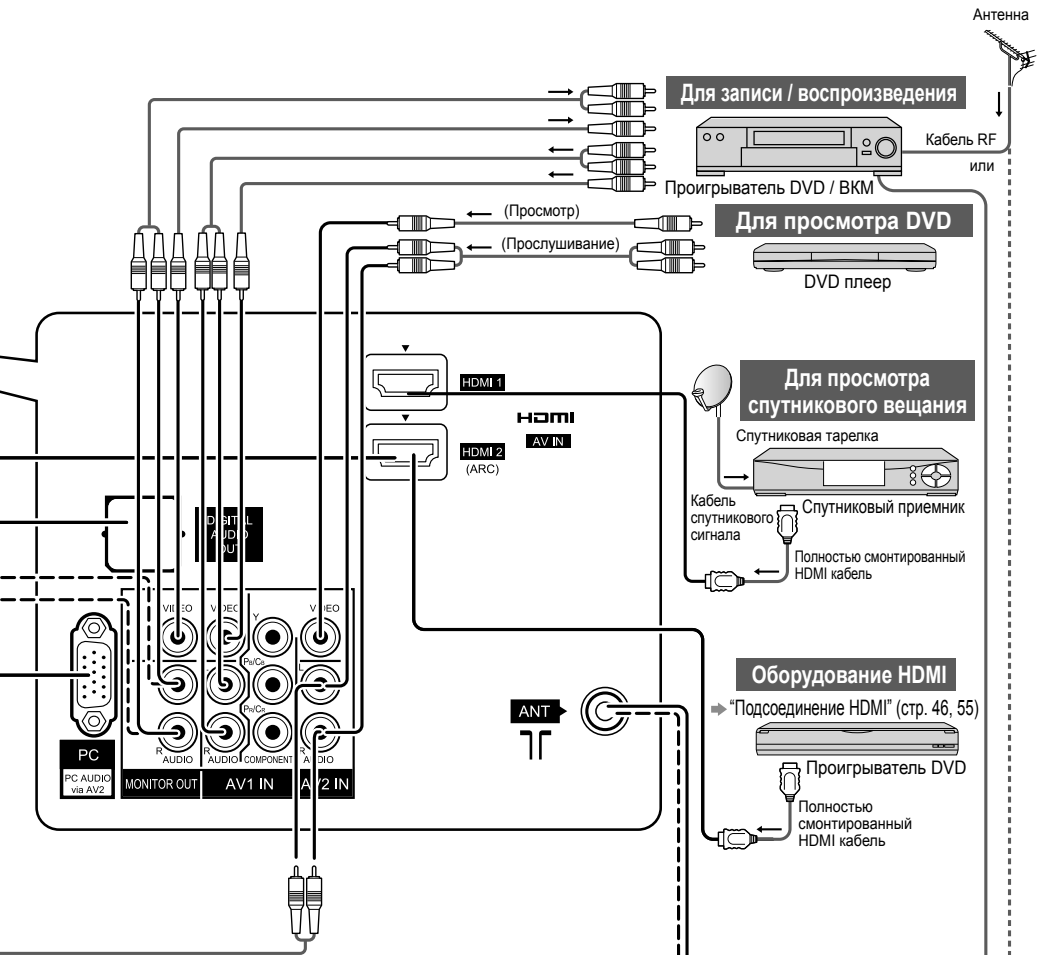 Антенна
Для записи / воспроизведения
Кабель RF
или
Проигрыватель DVD / ВКМ
(Просмотр)
Для просмотра DVD
(Прослушивание)
DVD плеер
HDMI 1
HDMI
AV IN
HDMI 2
(ARC)
Для просмотра
спутникового вещания
Спутниковая тарелка
Спутниковый приемник
Кабель
спутникового
сигнала
Полностью смонтированный
HDMI кабель
DIGITAL
AUDIO
OUT
VIDEO
VIDEO
Y
VIDEO
PB/CB
L
PR/CR
R
AUDIO
R
AUDIO
COMPONENT
R
AUDIO
PC
PC AUDIO
via AV2
MONITOR OUT
AV1 IN
AV2 IN
ANT
Оборудование HDMI
“Подсоединение HDMI” (стр. 46, 55)
Проигрыватель DVD
Полностью
смонтированный
HDMI кабель